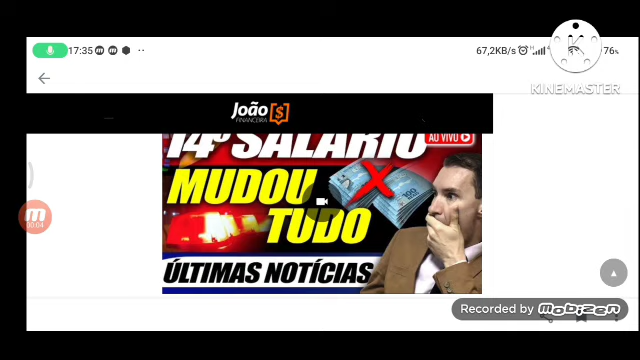 17:35
67,2KB/s
76%
KINEMASTER
João
FINANCEIRA
14º SALÁRIO
AO VIVO
MUDOU
TUDO
100
ÚLTIMAS NOTÍCIAS
00:04
Recorded by MOBIZEN